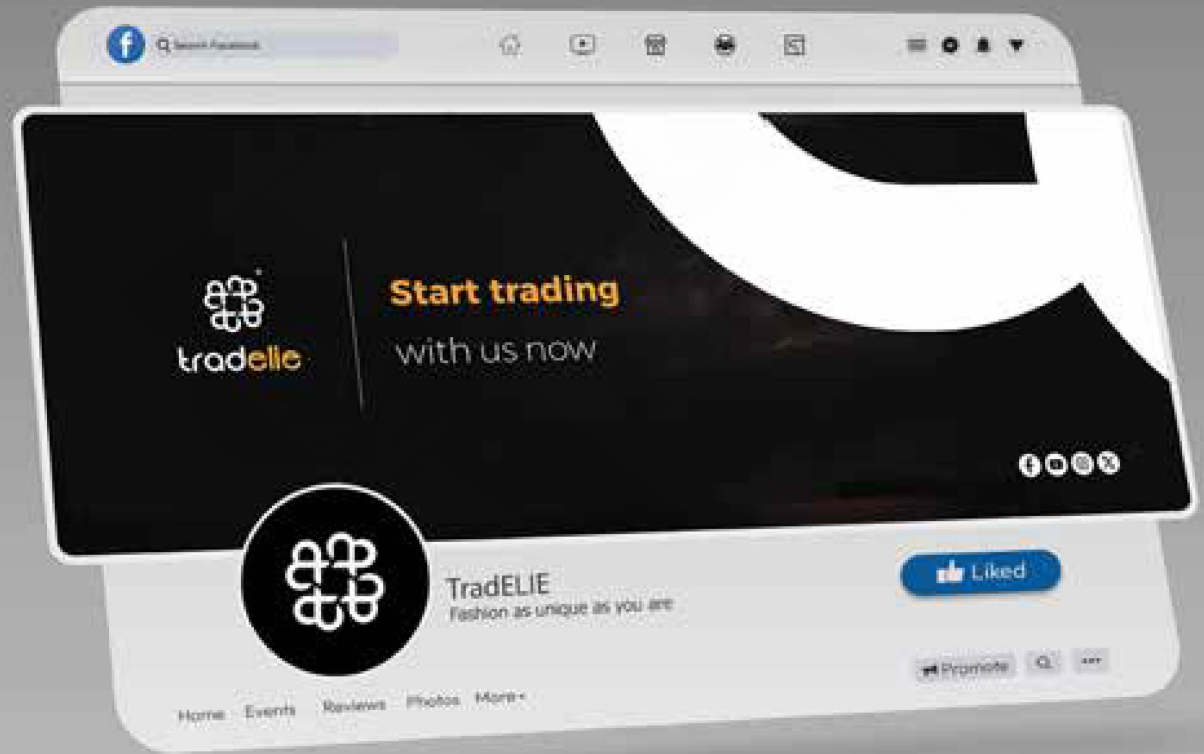 Search Facebook
tradelie
Start trading
with us now
TradELIE
Fashion as unique as you are
Liked
Promote
Home Events Reviews Photos More